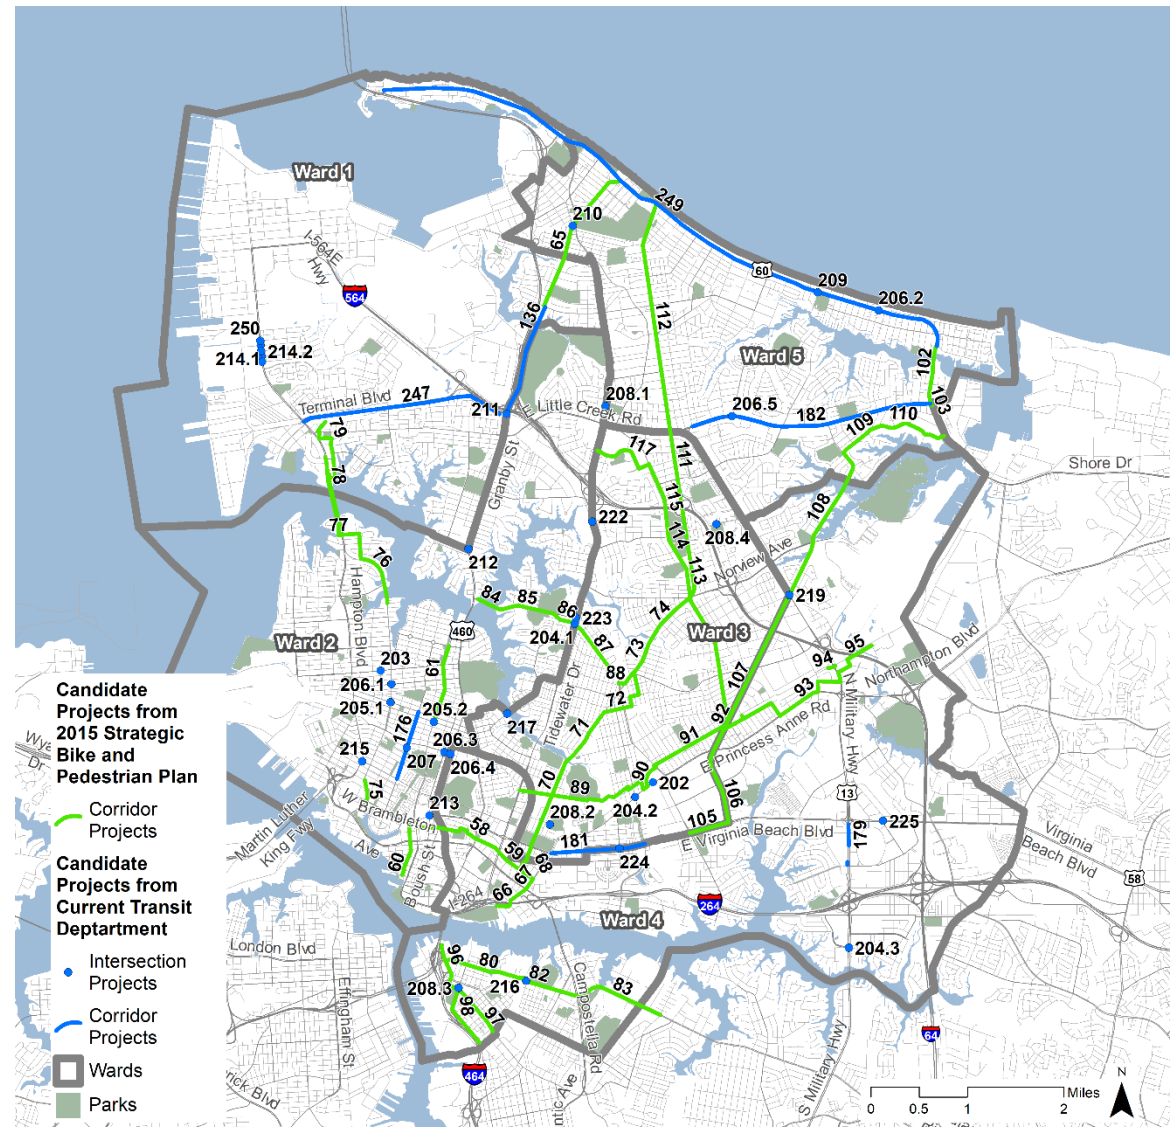 Ward 1
249
210
65
I-564E
Hwy
564
60
209
206.2
136
112
250
214.1
214.2
Ward 5
102
Terminal Blvd
247
211
208.1
E Little Creek Rd
206.5
182
110
103
109
79
78
117
111
Granby St
115
Shore Dr
108
77
222
114
208.4
76
212
Norview Ave
113
84
85
86
223
204.1
74
219
Hampton Blvd
460
Ward 2
87
73
Ward 3
95
94
203
61
88
107
Northampton Blvd
206.1
72
93
205.1
205.2
217
Tidewater Dr
N Military Hwy
176
71
92
E Princess Anne Rd
206.3
91
215
207
206.4
70
90
202
13
75
89
204.2
106
213
W Brambleton
Ave
58
208.2
105
E Virginia Beach Blvd
225
179
Virginia
Beach Blvd
Martin Luther
King Fwy
181
59
68
224
60
Boush St
67
58
I-264
66
264
Ward 4
London Blvd
96
80
204.3
Effingham St
82
208.3
216
83
98
97
Campostella Rd
S Military Hwy
64
464
Candidate
Projects from
2015 Strategic
Bike and
Pedestrian Plan
Corridor
Projects
Candidate
Projects from
Current Transit
Deptartment
Intersection
Projects
Corridor
Projects
Wards
Parks
0 0.5 1 2
Miles
N